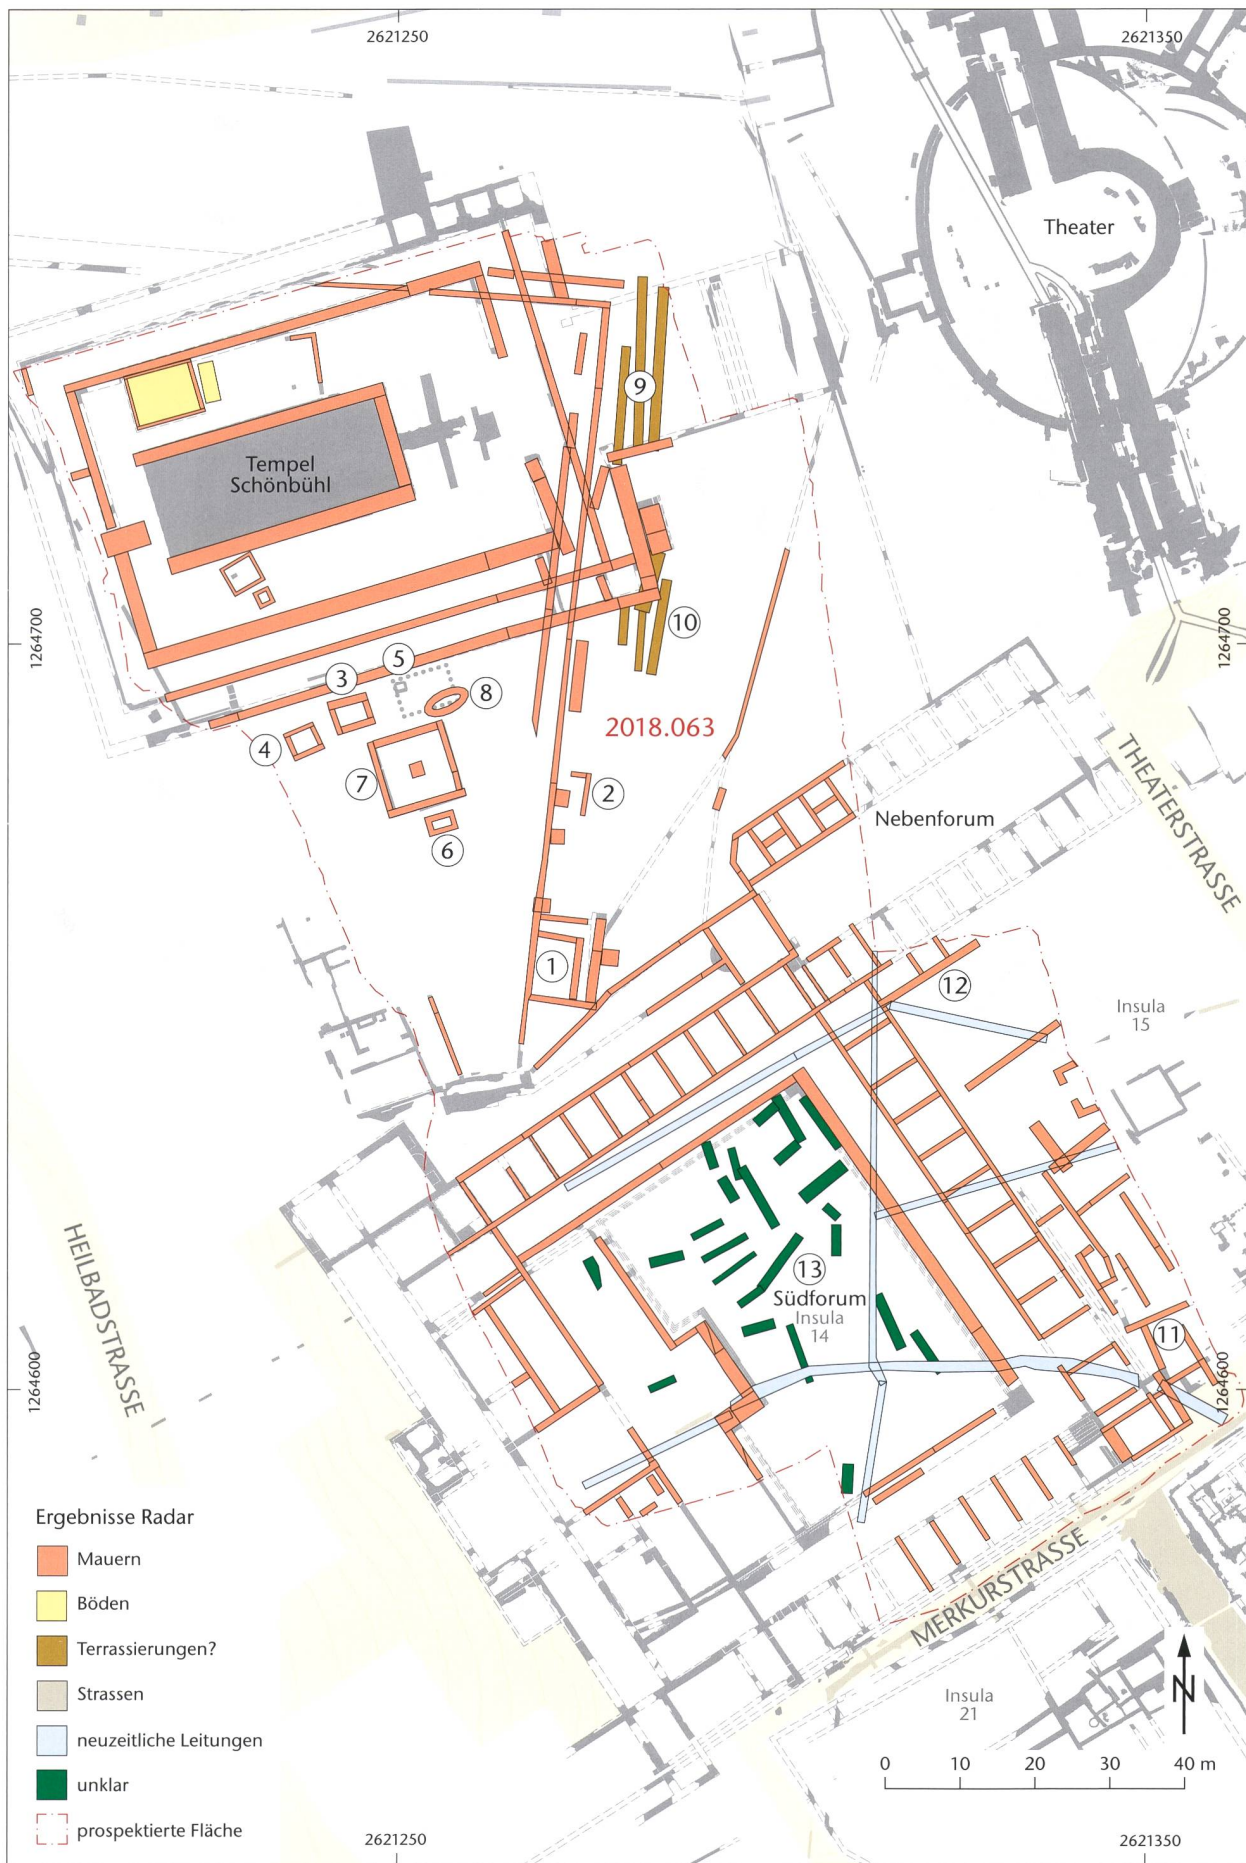 2621250
2621350
Theater
9
Tempel
Schönbühl
1264700
1264700
10
5
3
8
4
2018.063
7
2
6
THEATERSTRASSE
Nebenforum
1
12
Insula
15
HEILBADSTRASSE
13
Südforum
Insula
14
11
1264600
1264600
MERKURSTRASSE
Ergebnisse Radar
Mauern
Böden
Terrassierungen?
Strassen
neuzeitliche Leitungen
unklar
prospektierte Fläche
Insula
21
N
0 10 20 30 40 m
2621250
2621350